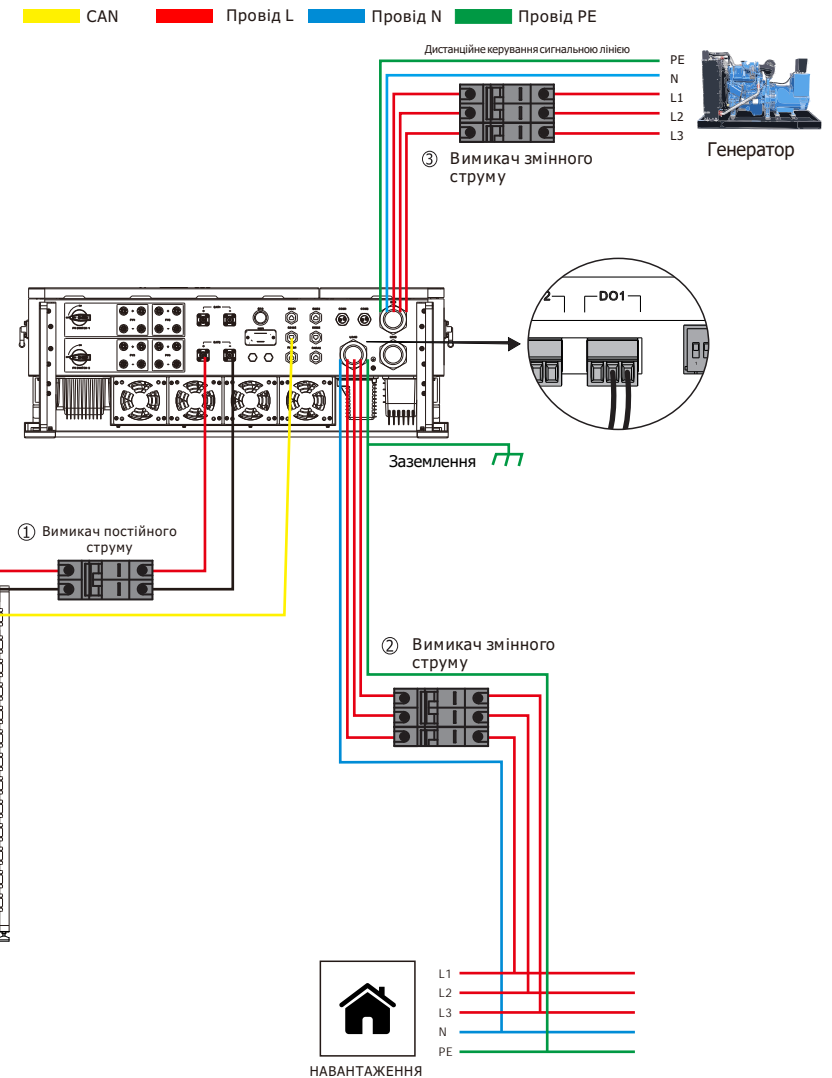 CAN
Провід L
Провід N
Провід PE
Дистанційне керування сигнальною лінією
PE
N
L1
L2
L3
Генератор
③ Вимикач змінного
струму
2
DO1
Заземлення
① Вимикач постійного
струму
② Вимикач змінного
струму
L1
L2
L3
N
PE
НАВАНТАЖЕННЯ